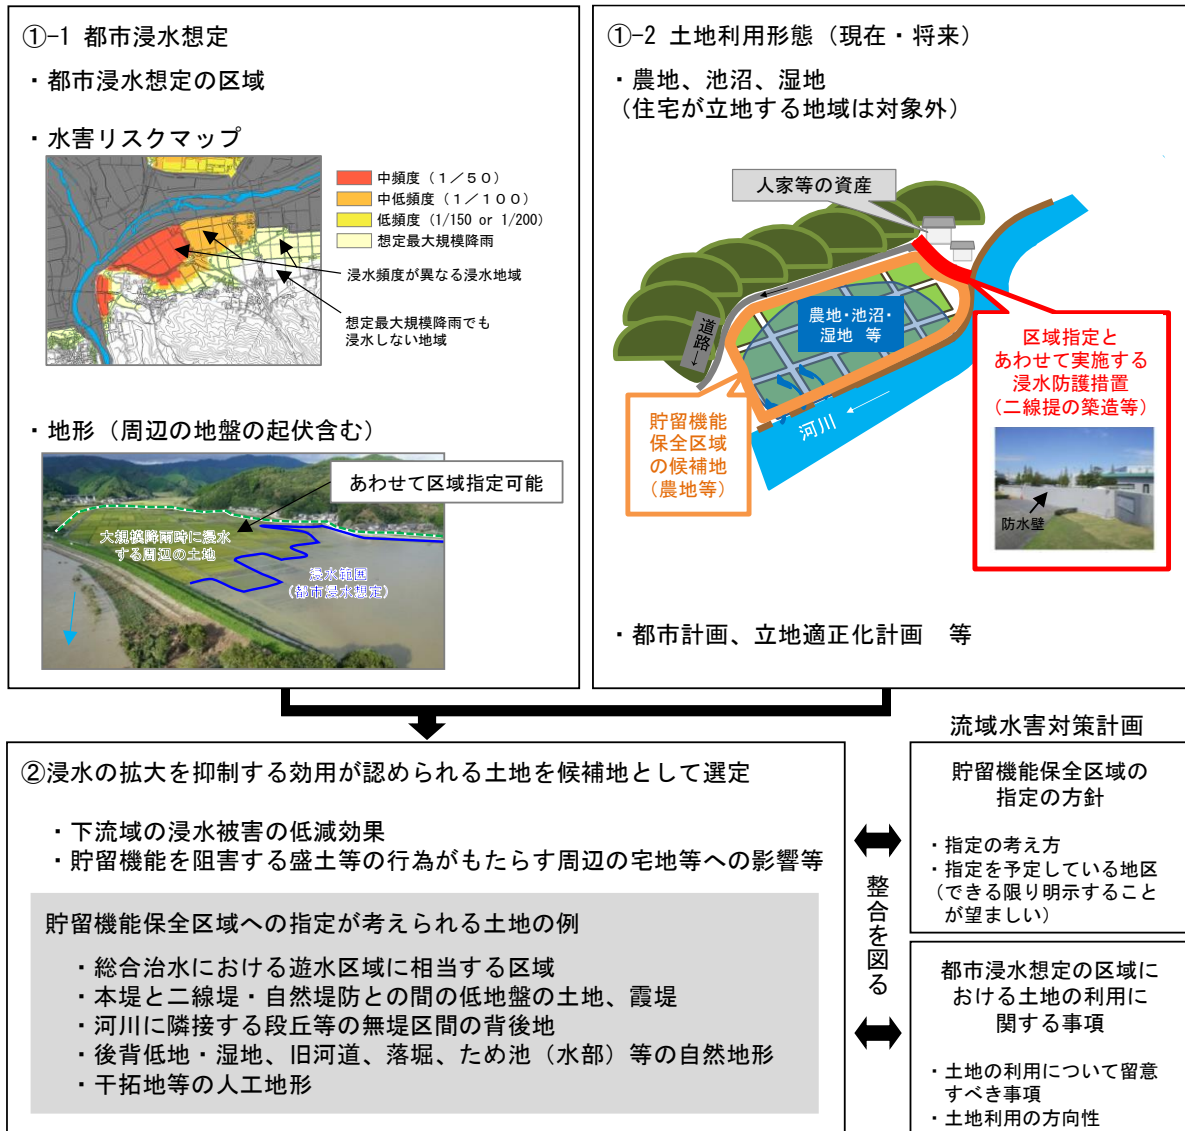 ①-1 都市浸水想定
・都市浸水想定の区域
・水害リスクマップ
中頻度（１／５０）
中低頻度（１／１００）
低頻度（1/150 or 1/200）
想定最大規模降雨
浸水頻度が異なる浸水地域
想定最大規模降雨でも
浸水しない地域
・地形（周辺の地盤の起伏含む）
あわせて区域指定可能
大規模降雨時に浸水
する周辺の土地
浸水範囲
（都市浸水想定）
①-2 土地利用形態（現在・将来）
・農地、池沼、湿地
（住宅が立地する地域は対象外）
人家等の資産
道路→
農地・池沼・
湿地 等
河川
貯留機能
保全区域
の候補地
（農地等）
区域指定と
あわせて実施する
浸水防護措置
（二線提の築造等）
防水壁
・都市計画、立地適正化計画　等
②浸水の拡大を抑制する効用が認められる土地を候補地として選定
・下流域の浸水被害の低減効果
・貯留機能を阻害する盛土等の行為がもたらす周辺の宅地等への影響等
貯留機能保全区域への指定が考えられる土地の例
・総合治水における遊水区域に相当する区域
・本堤と二線堤・自然堤防との間の低地盤の土地、霞堤
・河川に隣接する段丘等の無堤区間の背後地
・後背低地・湿地、旧河道、落堀、ため池（水部）等の自然地形
・干拓地等の人工地形
整合を図る
流域水害対策計画
貯留機能保全区域の
指定の方針
・指定の考え方
・指定を予定している地区
（できる限り明示すること
が望ましい）
都市浸水想定の区域に
おける土地の利用に
関する事項
・土地の利用について留意
すべき事項
・土地利用の方向性